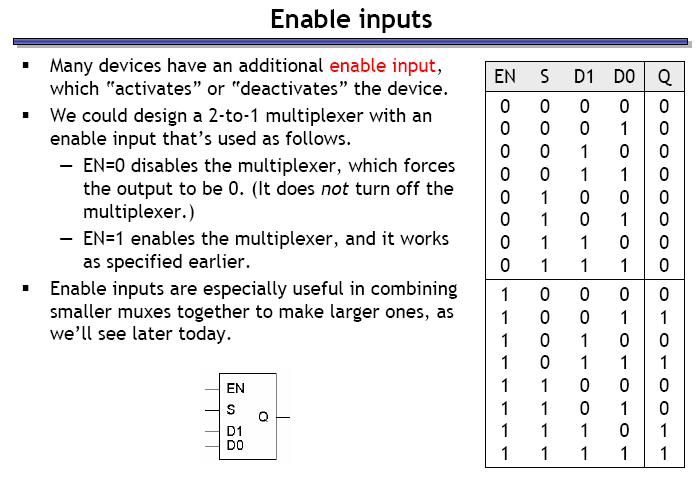 Enable inputs
▪ Many devices have an additional enable input,
which “activates” or “deactivates” the device.
▪ We could design a 2-to-1 multiplexer with an
enable input that’s used as follows.
— EN=0 disables the multiplexer, which forces
the output to be 0. (It does not turn off the
multiplexer.)
— EN=1 enables the multiplexer, and it works
as specified earlier.
▪ Enable inputs are especially useful in combining
smaller muxes together to make larger ones, as
we’ll see later today.
EN
S
Q
D1
D0
EN S D1 D0 Q
0 0 0 0 0
0 0 0 1 0
0 0 1 0 0
0 0 1 1 0
0 1 0 0 0
0 1 0 1 0
0 1 1 0 0
0 1 1 1 0
1 0 0 0 0
1 0 0 1 1
1 0 1 0 0
1 0 1 1 1
1 1 0 0 0
1 1 0 1 0
1 1 1 0 1
1 1 1 1 1